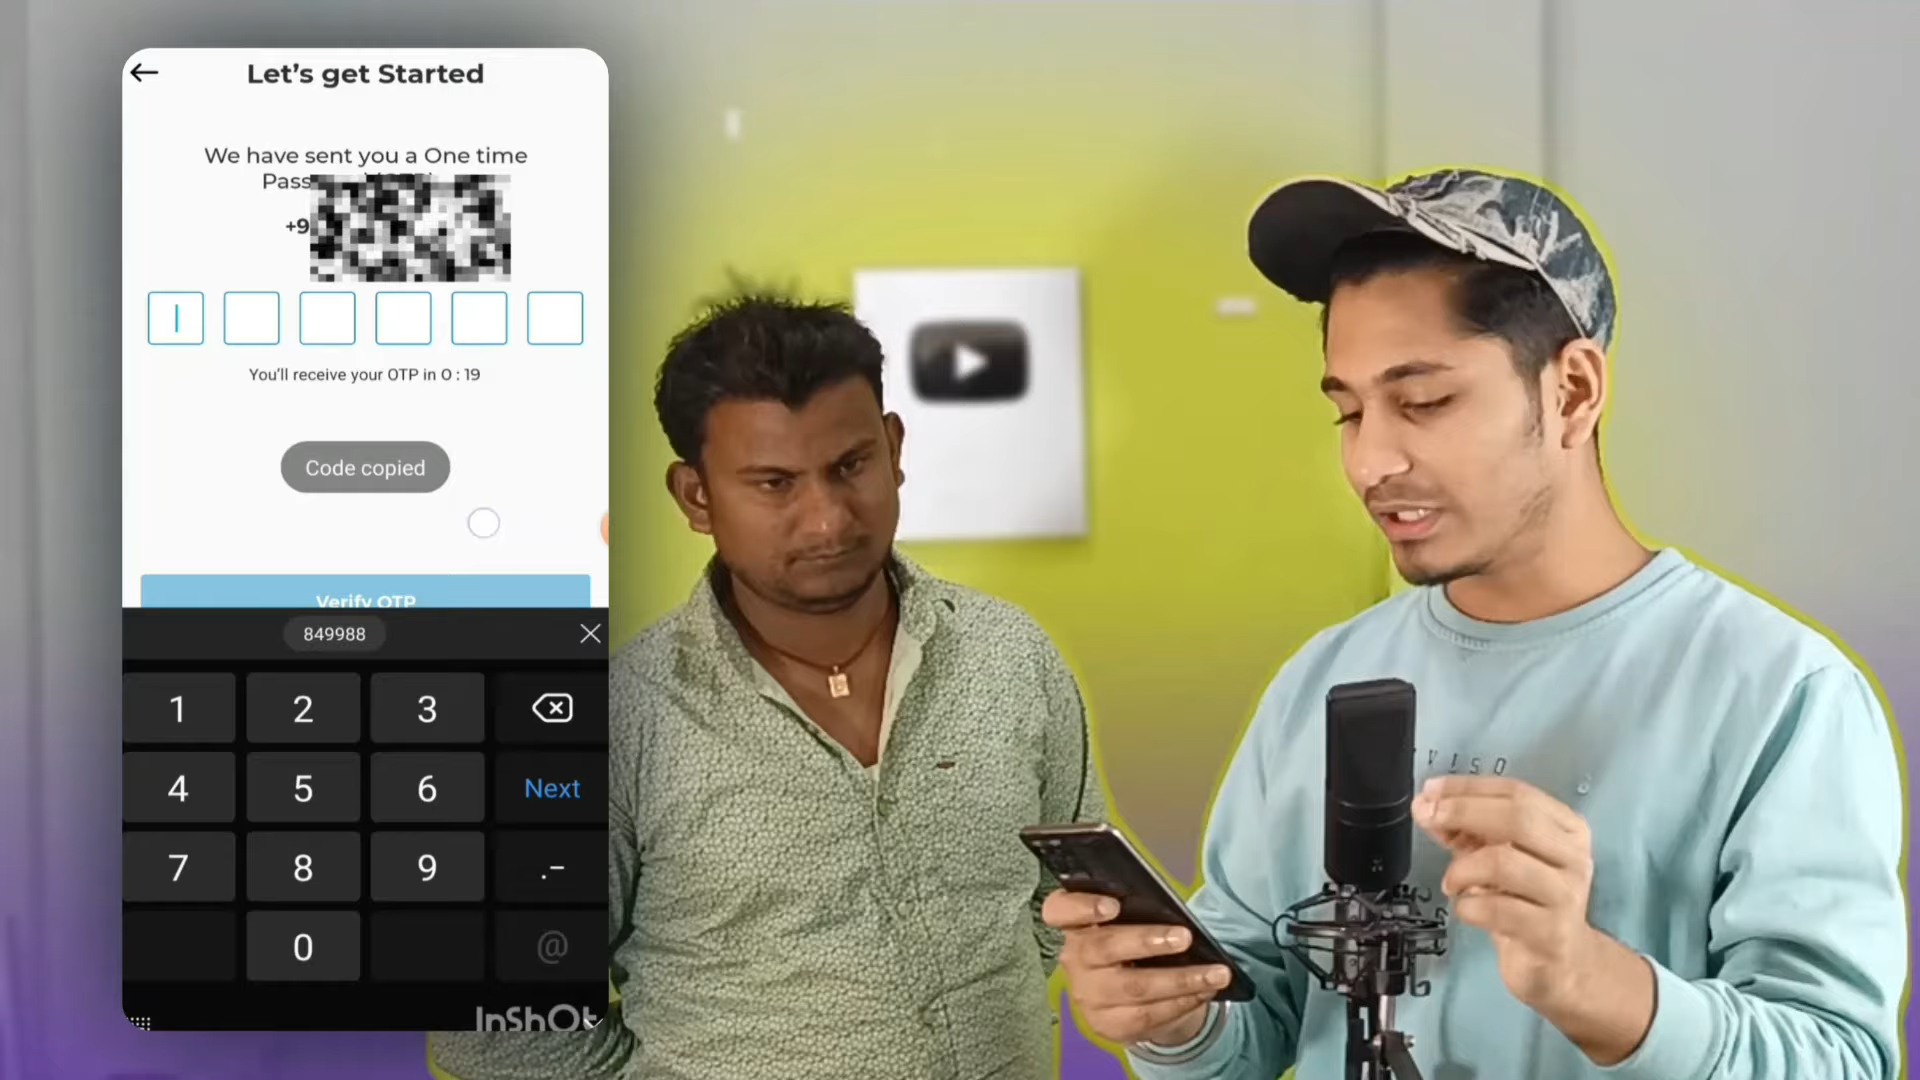 Let's get Started
We have sent you a One time
+9
You'll receive your OTP in 0 : 19
Code copied
Verify OTP
849988
1 2 3
4 5 6 Next
7 8 9 .-
0 @
InShOt